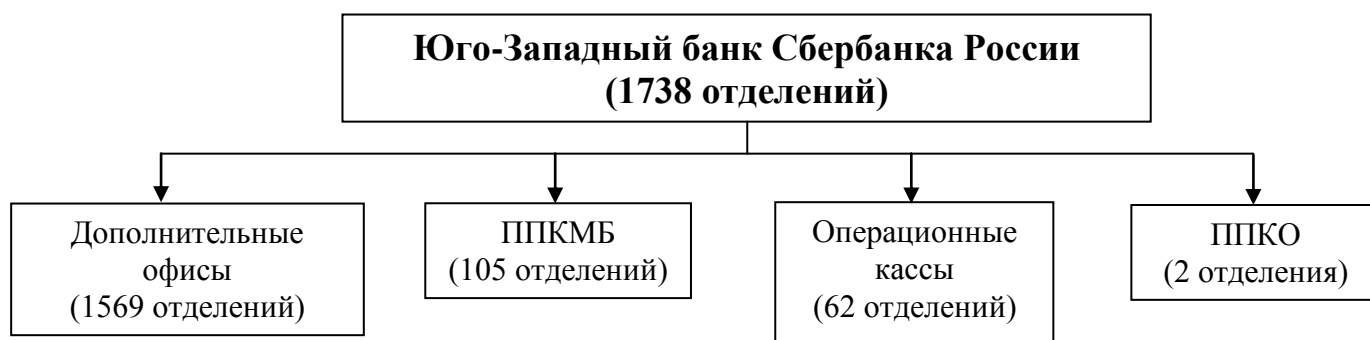 Юго-Западный банк Сбербанка России
(1738 отделений)
Дополнительные
офисы
(1569 отделений)
ППКМБ
(105 отделений)
Операционные
кассы
(62 отделений)
ППКО
(2 отделения)